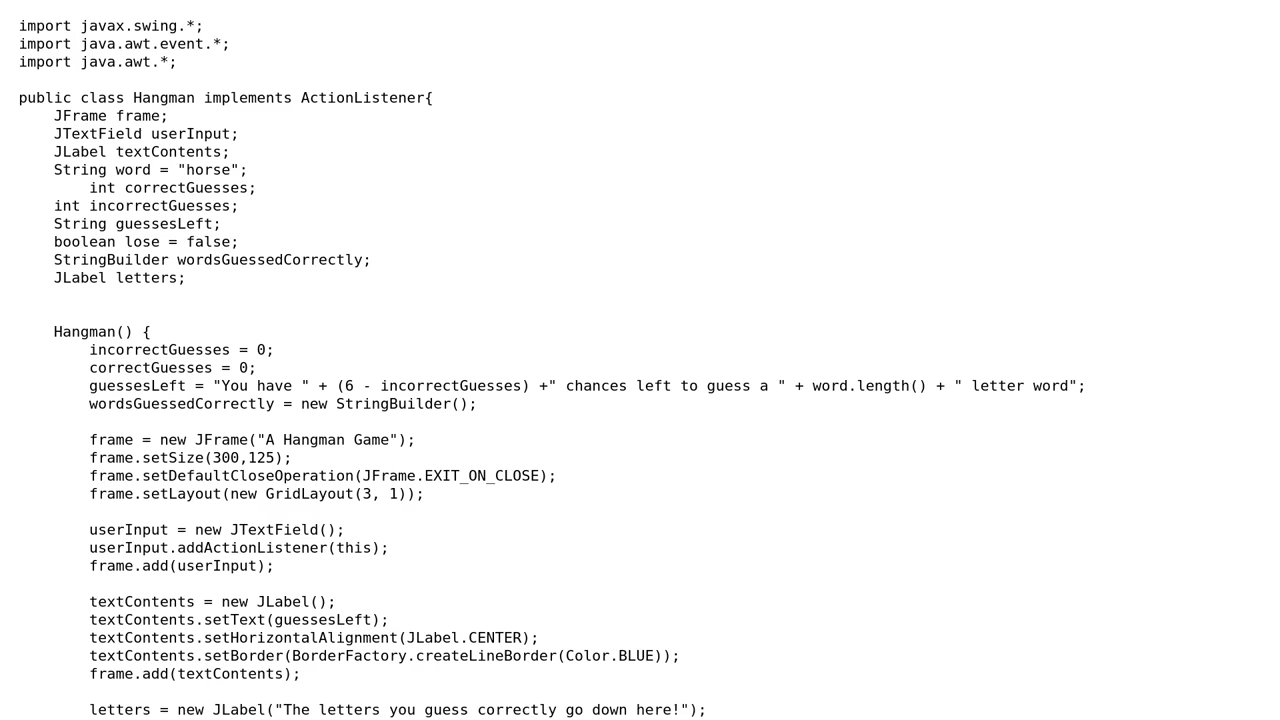 import javax.swing.*;
import java.awt.event.*;
import java.awt.*;

public class Hangman implements ActionListener{
    JFrame frame;
    JTextField userInput;
    JLabel textContents;
    String word = "horse";
        int correctGuesses;
    int incorrectGuesses;
    String guessesLeft;
    boolean lose = false;
    StringBuilder wordsGuessedCorrectly;
    JLabel letters;


    Hangman() {
        incorrectGuesses = 0;
        correctGuesses = 0;
        guessesLeft = "You have " + (6 - incorrectGuesses) +" chances left to guess a " + word.length() + " letter word";
        wordsGuessedCorrectly = new StringBuilder();

        frame = new JFrame("A Hangman Game");
        frame.setSize(300,125);
        frame.setDefaultCloseOperation(JFrame.EXIT_ON_CLOSE);
        frame.setLayout(new GridLayout(3, 1));

        userInput = new JTextField();
        userInput.addActionListener(this);
        frame.add(userInput);

        textContents = new JLabel();
        textContents.setText(guessesLeft);
        textContents.setHorizontalAlignment(JLabel.CENTER);
        textContents.setBorder(BorderFactory.createLineBorder(Color.BLUE));
        frame.add(textContents);

        letters = new JLabel("The letters you guess correctly go down here!");